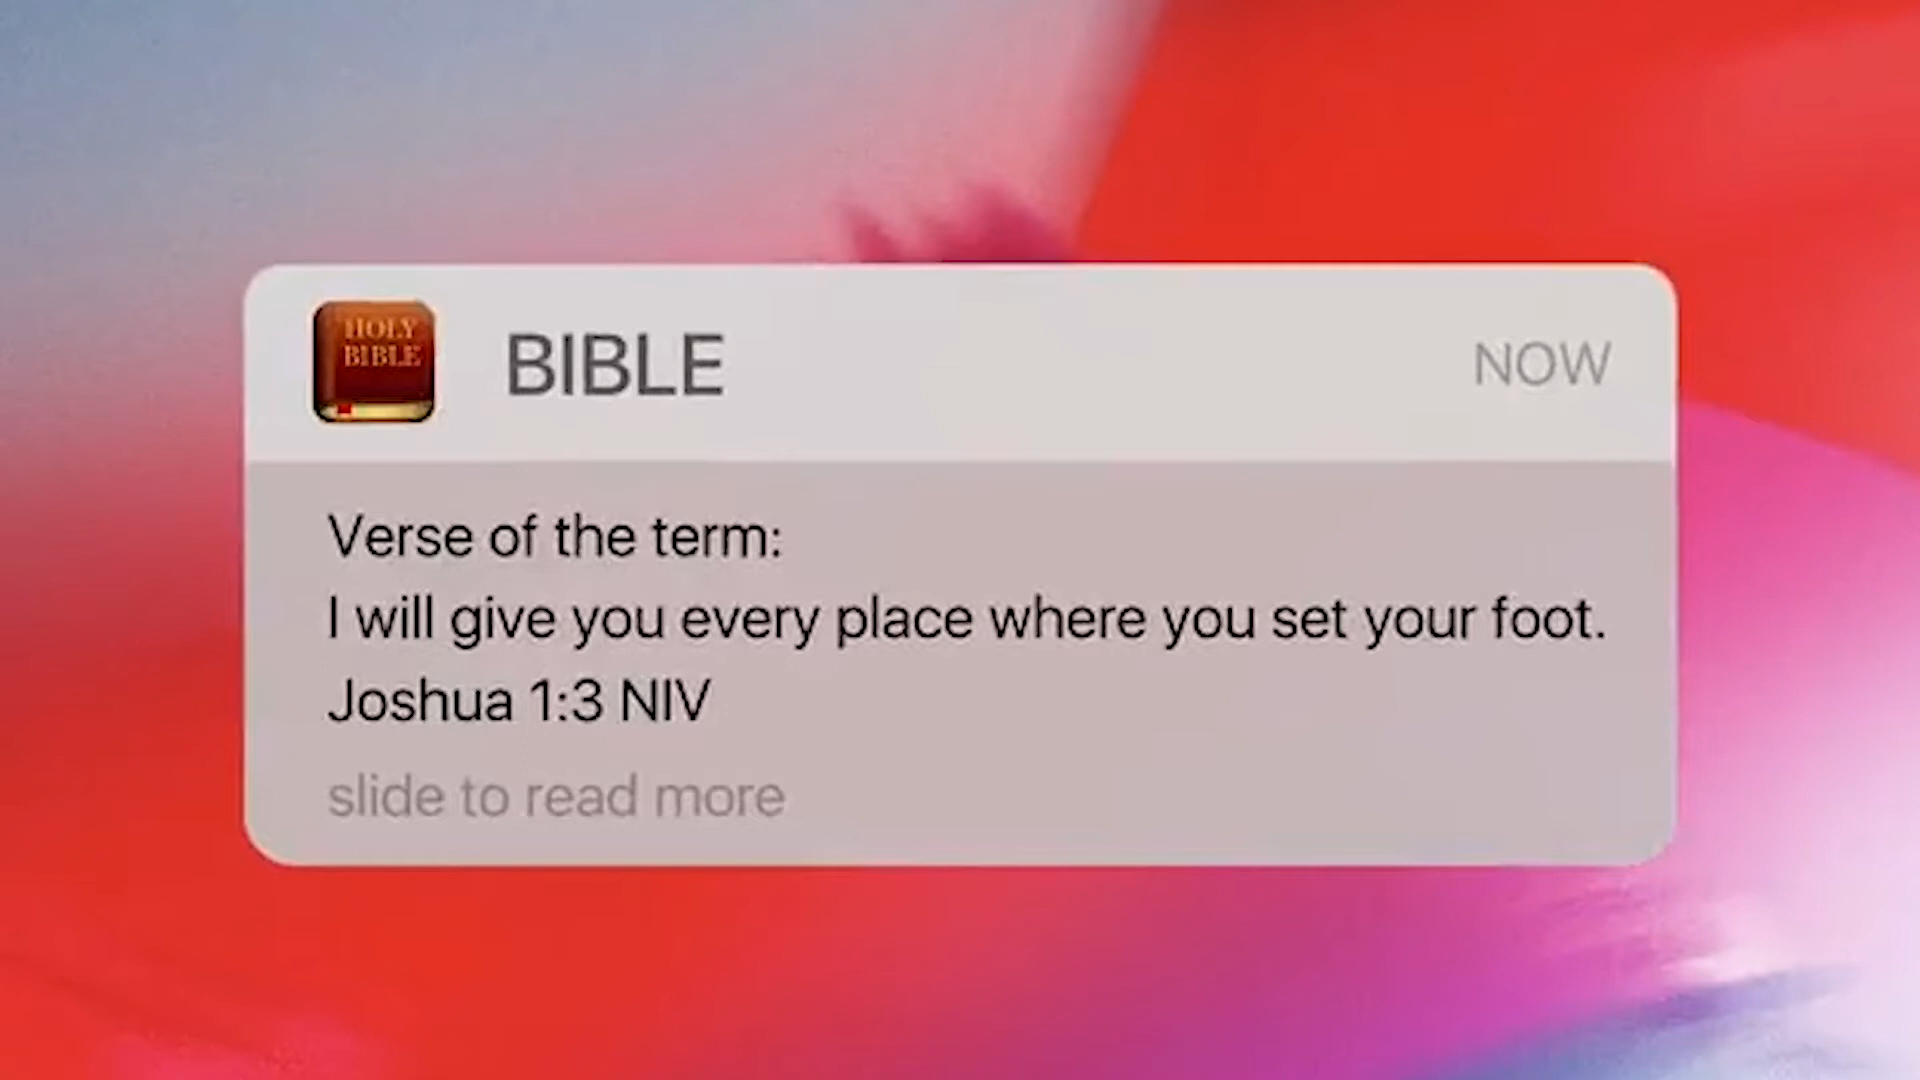 HOLY
BIBLE
BIBLE
NOW
Verse of the term:
I will give you every place where you set your foot.
Joshua 1:3 NIV
slide to read more